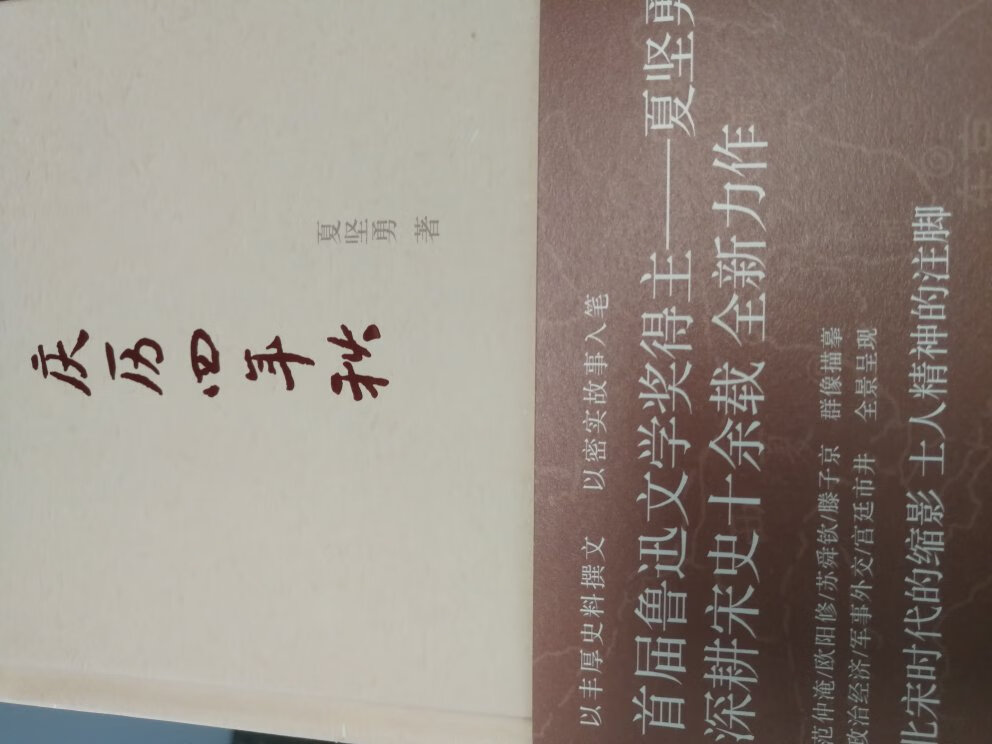 庆历四年秋
夏坚勇 著
以丰厚史料撰文 以密实故事入笔
首届鲁迅文学奖得主——夏坚勇
深耕宋史十余载 全新力作
范仲淹/欧阳修/苏舜钦/滕子京 群像描摹
政治经济/军事外交/宫廷市井 全景呈现
北宋时代的缩影 士人精神的注脚